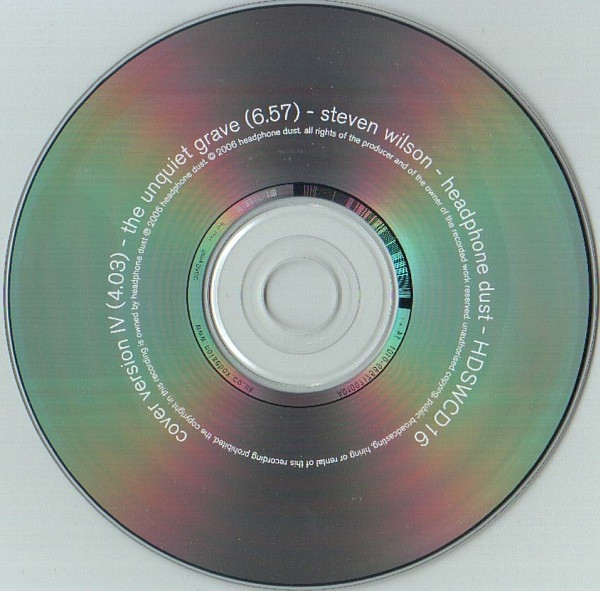 cover version IV (4.03) - the unquiet grave (6.57) - steven wilson - headphone dust - HDSWCD16
the copyright in this recording is owned by headphone dust ℗ 2006 headphone dust. © 2006 headphone dust. all rights of the producer and of the owner of the recorded work reserved. unauthorised copying, public broadcasting, hiring or rental of this recording prohibited.